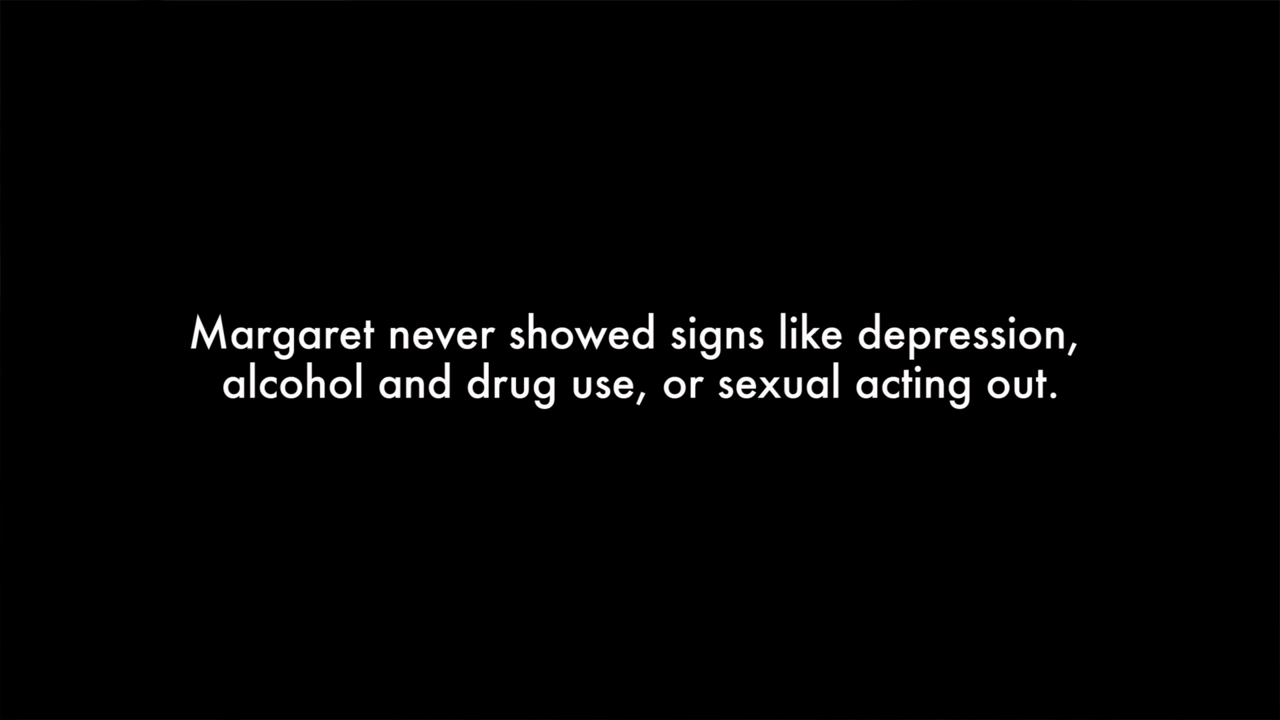 Margaret never showed signs like depression,
alcohol and drug use, or sexual acting out.